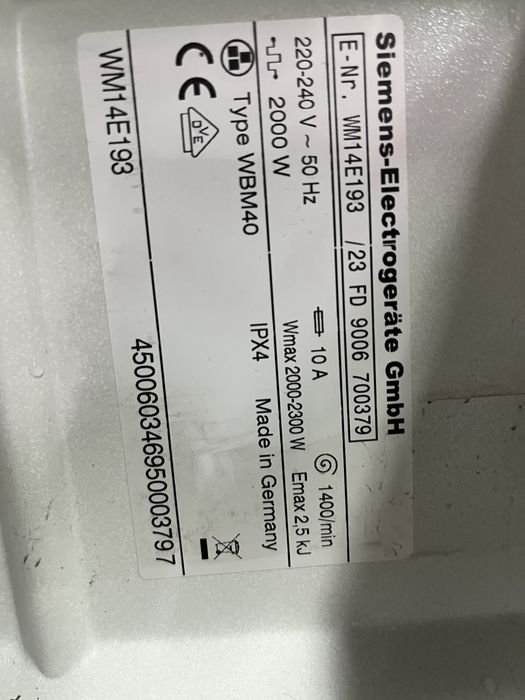 Siemens-Electrogeräte GmbH
E-Nr. WM14E193 /23 FD 9006 700379
220-240 V ~ 50 Hz 10 A 1400/min
2000 W Wmax 2000-2300 W Emax 2,5 kJ
Type WBM40 IPX4 Made in Germany
CE DVE
WM14E193 450060346950003797